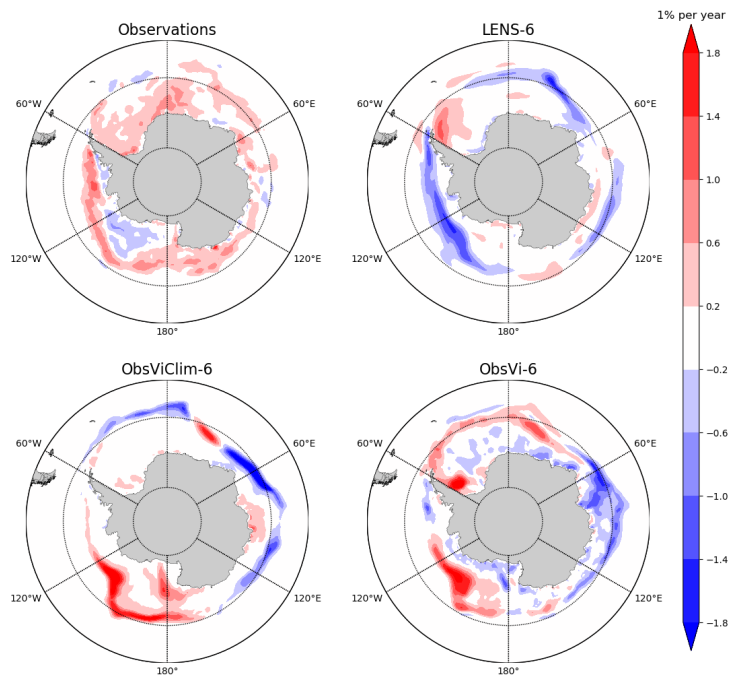 1% per year
Observations
LENS-6
60°W
60°E
60°W
60°E
120°W
120°E
120°W
120°E
180°
180°
ObsViClim-6
ObsVi-6
60°W
60°E
60°W
60°E
120°W
120°E
120°W
120°E
180°
180°
1.8
1.4
1.0
0.6
0.2
−0.2
−0.6
−1.0
−1.4
−1.8